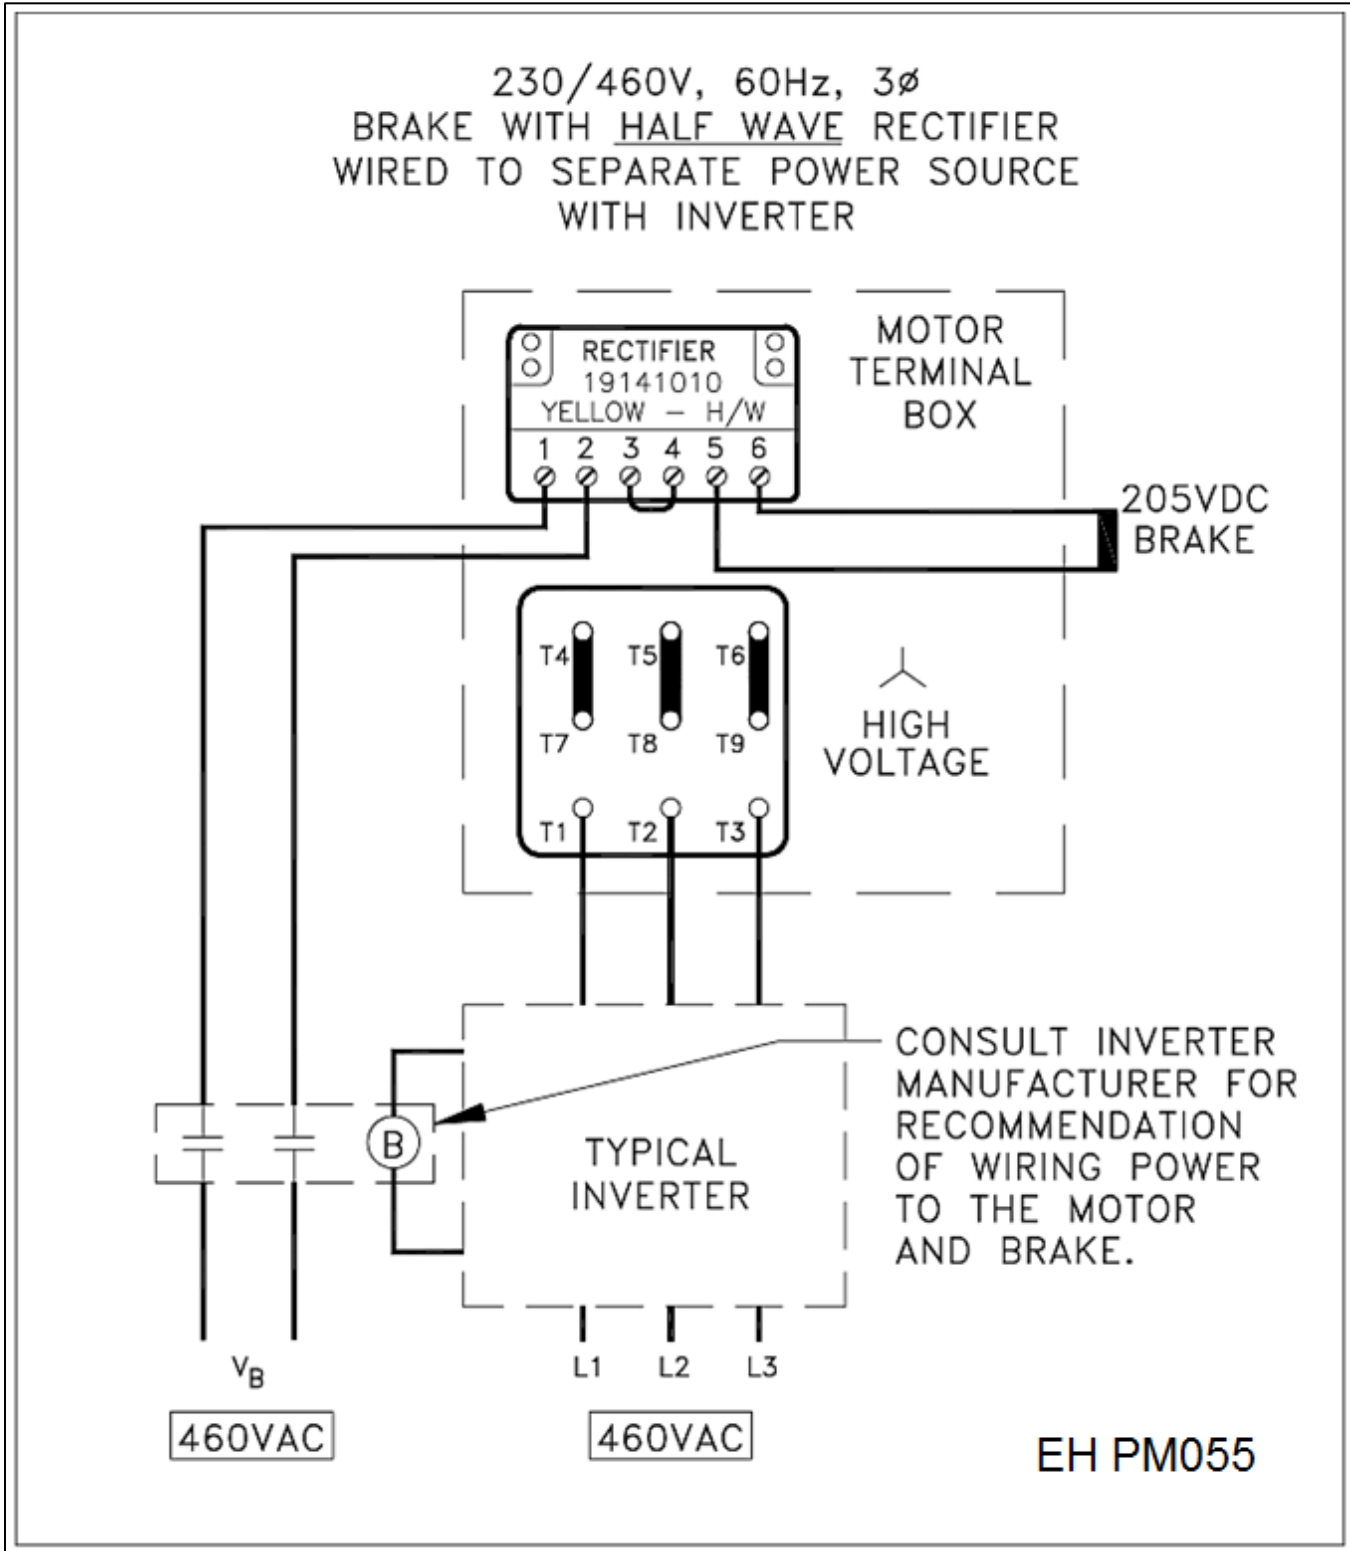 230/460V, 60Hz, 3ø
BRAKE WITH HALF WAVE RECTIFIER
WIRED TO SEPARATE POWER SOURCE
WITH INVERTER
MOTOR
TERMINAL
BOX
RECTIFIER
19141010
YELLOW - H/W
1 2 3 4 5 6
205VDC
BRAKE
T4 T5 T6
T7 T8 T9
T1 T2 T3
HIGH
VOLTAGE
CONSULT INVERTER
MANUFACTURER FOR
RECOMMENDATION
OF WIRING POWER
TO THE MOTOR
AND BRAKE.
B
TYPICAL
INVERTER
VB
L1 L2 L3
460VAC
460VAC
EH PM055